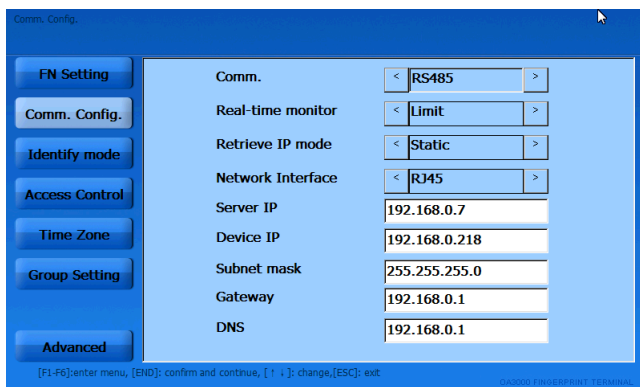 Comm. Config.
FN Setting
Comm. Config.
Identify mode
Access Control
Time Zone
Group Setting
Advanced
Comm. < RS485 >
Real-time monitor < Limit >
Retrieve IP mode < Static >
Network Interface < RJ45 >
Server IP 192.168.0.7
Device IP 192.168.0.218
Subnet mask 255.255.255.0
Gateway 192.168.0.1
DNS 192.168.0.1
[F1-F6]:enter menu, [END]: confirm and continue, [ ↑ ↓ ]: change,[ESC]: exit
OA3000 FINGERPRINT TERMINAL